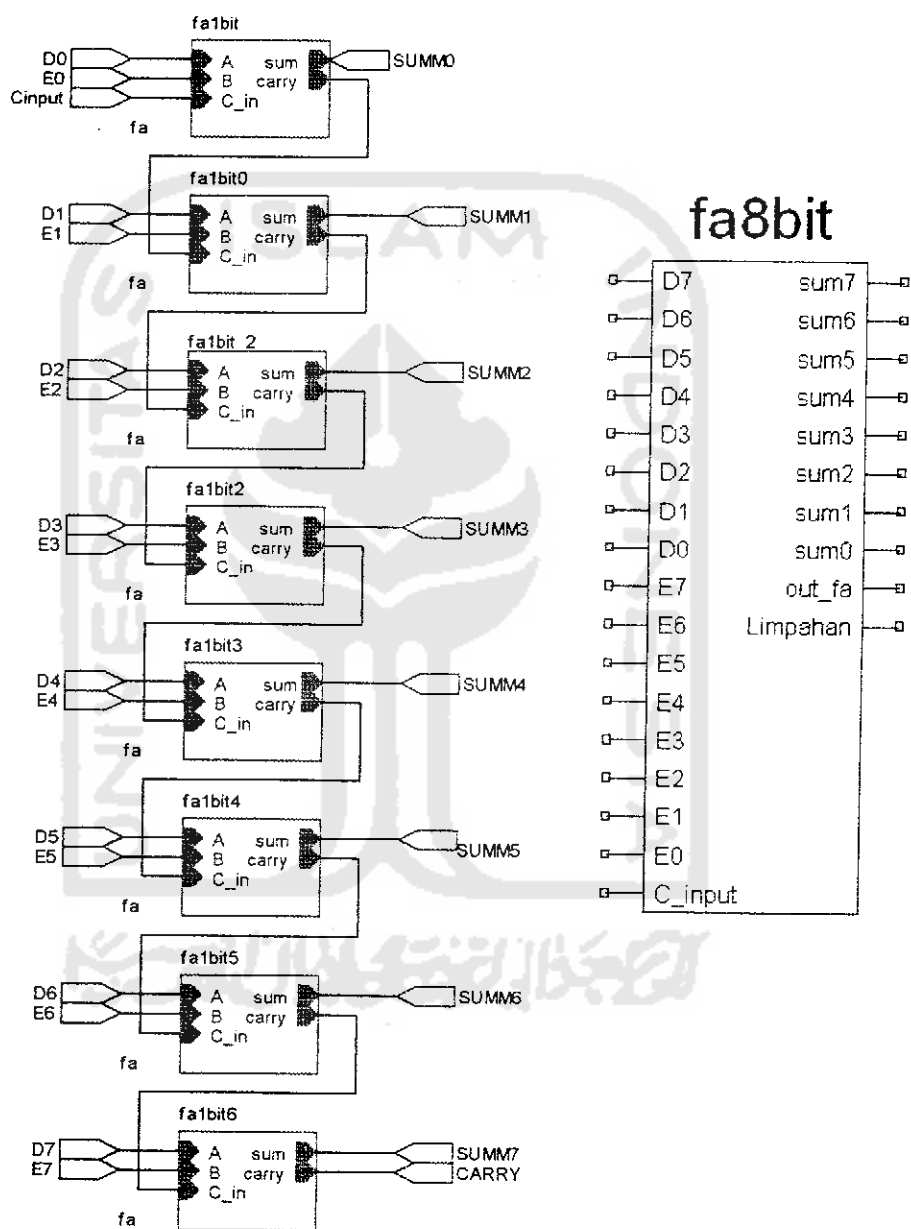 fa1bit
D0
E0
Cinput
A sum
B carry
C_in
SUMM0
fa
fa1bit0
D1
E1
A sum
B carry
C_in
SUMM1
fa
fa1bit_2
D2
E2
A sum
B carry
C_in
SUMM2
fa
fa1bit2
D3
E3
A sum
B carry
C_in
SUMM3
fa
fa1bit3
D4
E4
A sum
B carry
C_in
SUMM4
fa
fa1bit4
D5
E5
A sum
B carry
C_in
SUMM5
fa
fa1bit5
D6
E6
A sum
B carry
C_in
SUMM6
fa
fa1bit6
D7
E7
A sum
B carry
C_in
SUMM7
CARRY
fa
fa8bit
D7 sum7
D6 sum6
D5 sum5
D4 sum4
D3 sum3
D2 sum2
D1 sum1
D0 sum0
E7 out_fa
E6 Limpahan
E5
E4
E3
E2
E1
E0
C_input
UNIVERSITAS
ISLAM
INDONESIA